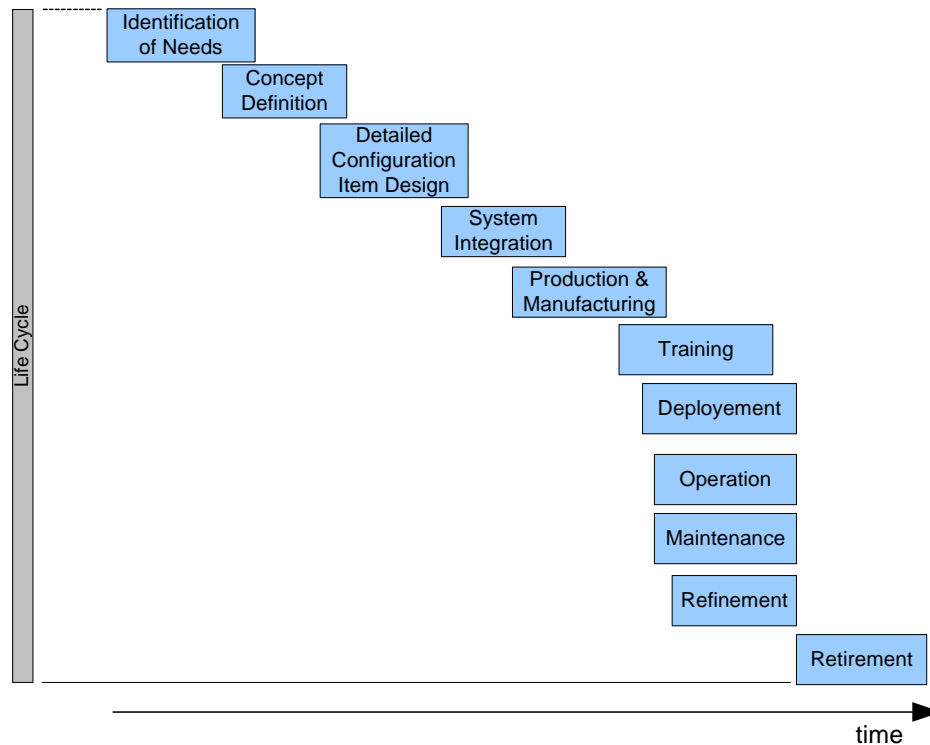 Identification
of Needs
Concept
Definition
Detailed
Configuration
Item Design
System
Integration
Production &
Manufacturing
Life Cycle
Training
Deployement
Operation
Maintenance
Refinement
Retirement
time